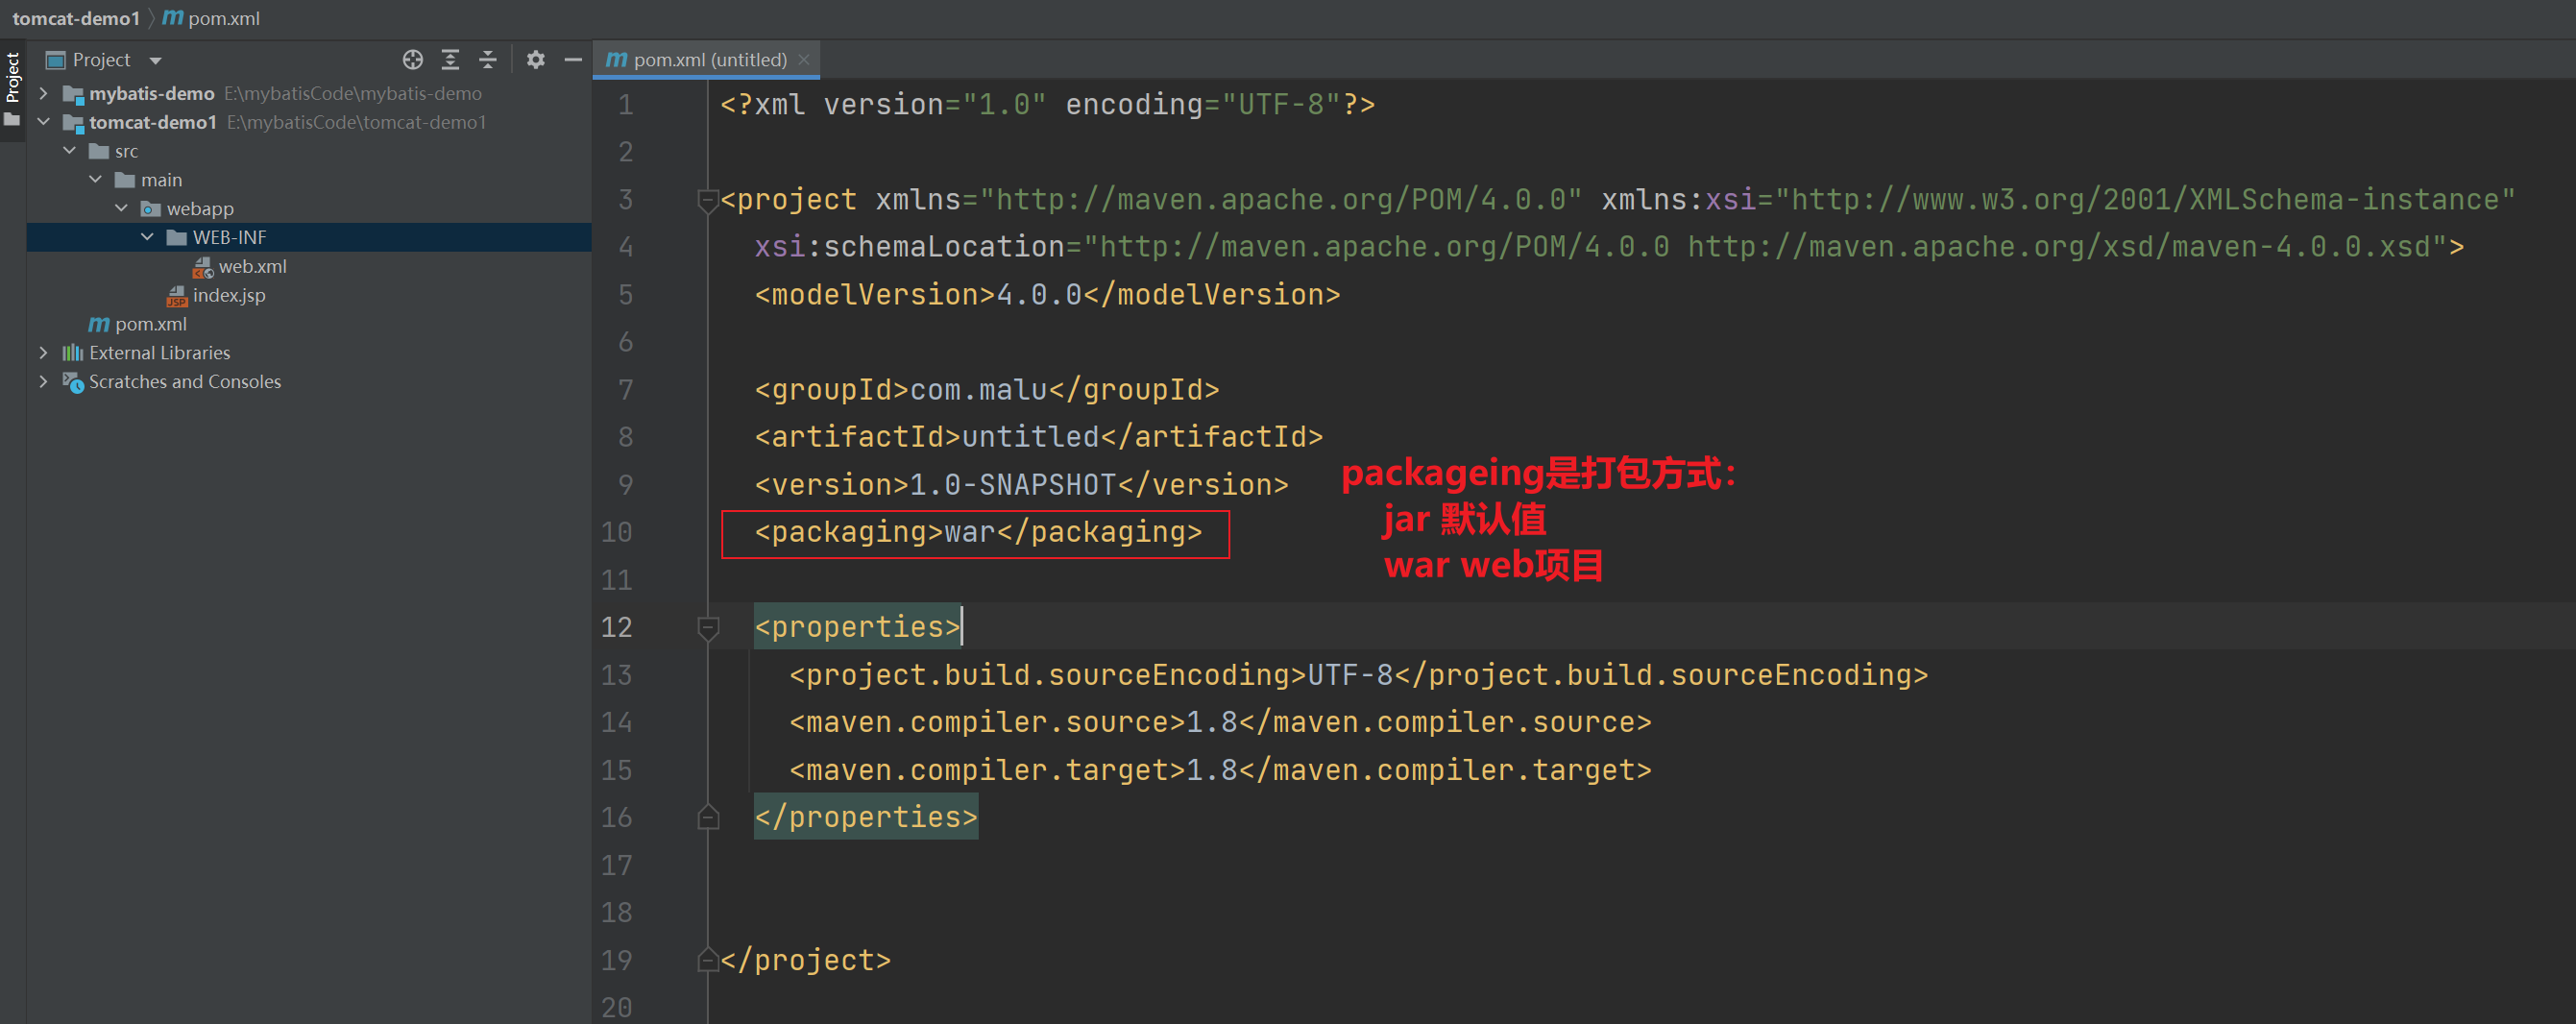 tomcat-demo1 pom.xml
Project
Project
mybatis-demo E:\mybatisCode\mybatis-demo
tomcat-demo1 E:\mybatisCode\tomcat-demo1
src
main
webapp
WEB-INF
web.xml
index.jsp
pom.xml
External Libraries
Scratches and Consoles
pom.xml (untitled)
1 <?xml version="1.0" encoding="UTF-8"?>
2
3 <project xmlns="http://maven.apache.org/POM/4.0.0" xmlns:xsi="http://www.w3.org/2001/XMLSchema-instance"
4 xsi:schemaLocation="http://maven.apache.org/POM/4.0.0 http://maven.apache.org/xsd/maven-4.0.0.xsd">
5 <modelVersion>4.0.0</modelVersion>
6
7 <groupId>com.malu</groupId>
8 <artifactId>untitled</artifactId>
9 <version>1.0-SNAPSHOT</version>
10 <packaging>war</packaging>
packageing是打包方式：
jar 默认值
war web项目
11
12 <properties>
13 <project.build.sourceEncoding>UTF-8</project.build.sourceEncoding>
14 <maven.compiler.source>1.8</maven.compiler.source>
15 <maven.compiler.target>1.8</maven.compiler.target>
16 </properties>
17
18
19 </project>
20